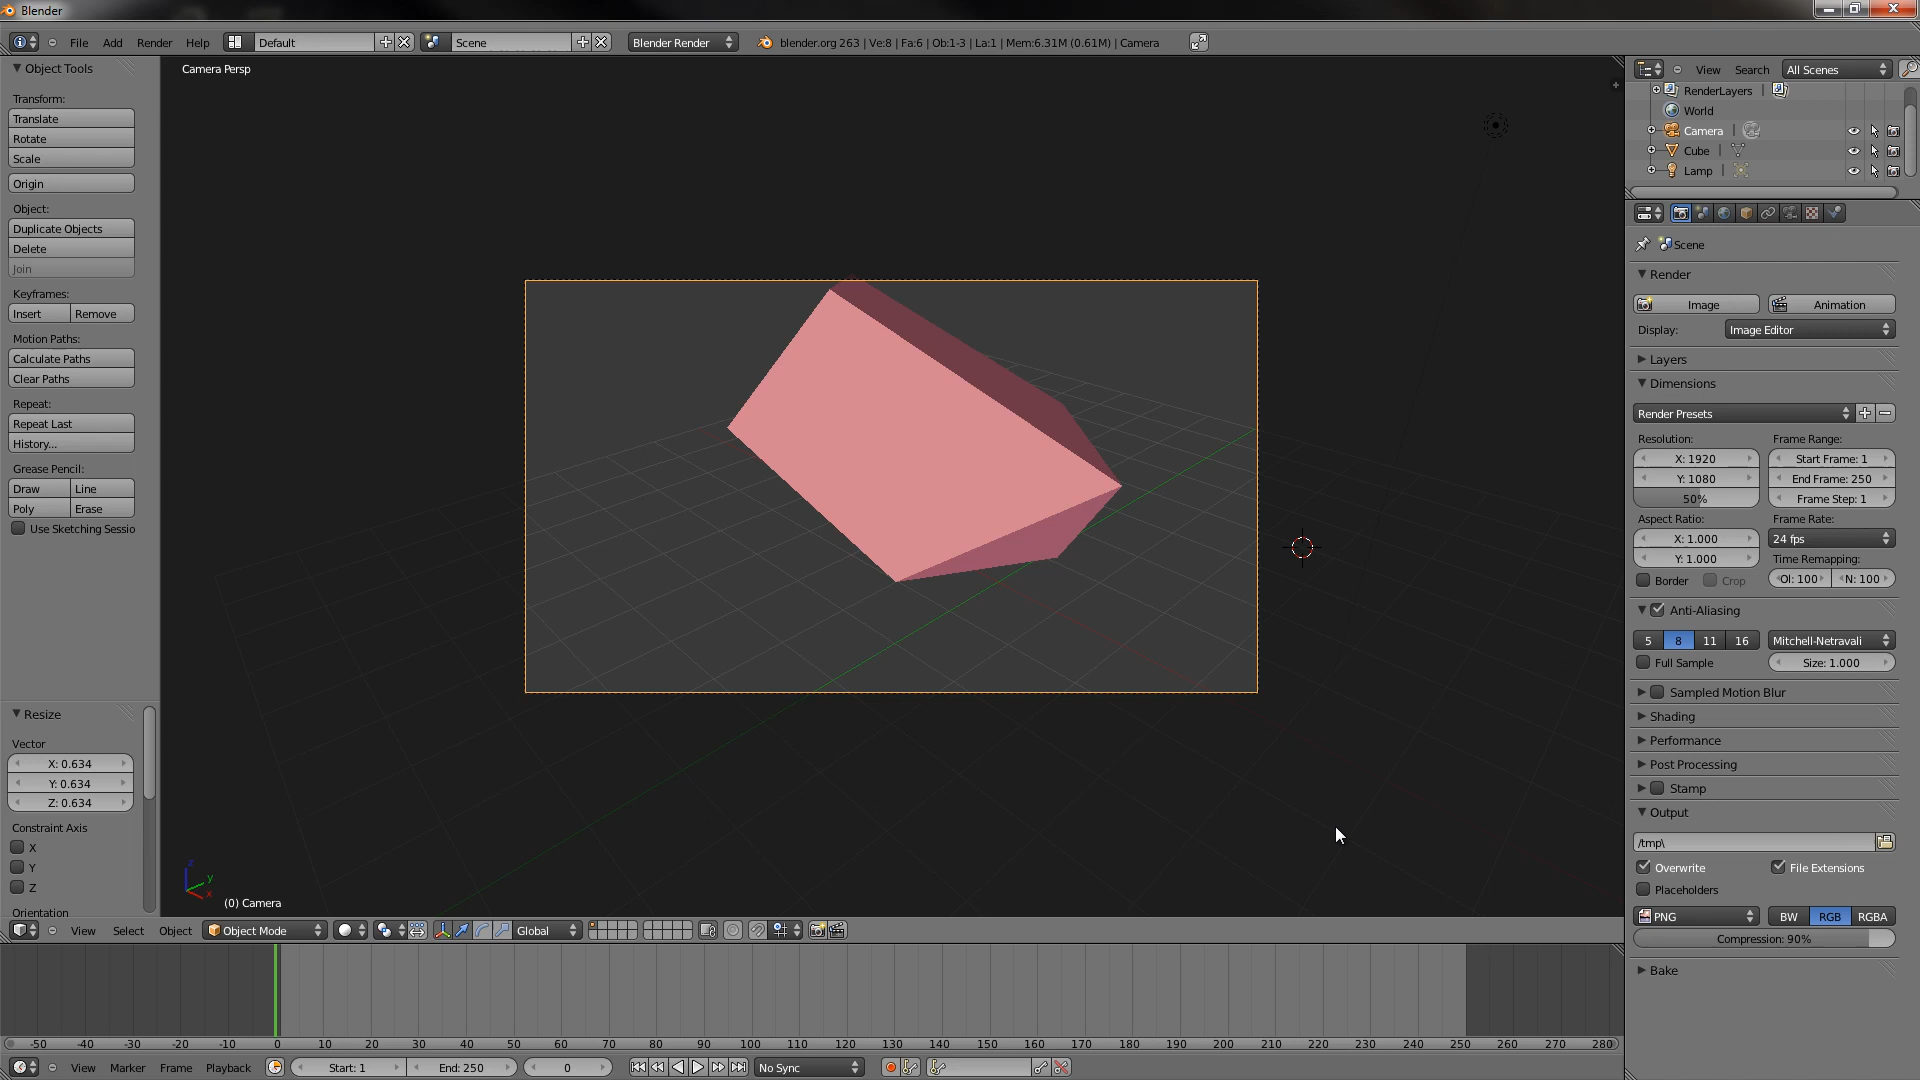 Blender
File Add Render Help Default Scene Blender Render blender.org 263 | Ve:8 | Fa:6 | Ob:1-3 | La:1 | Mem:6.31M (0.61M) | Camera
Object Tools
Transform:
Translate
Rotate
Scale
Origin
Object:
Duplicate Objects
Delete
Join
Keyframes:
Insert Remove
Motion Paths:
Calculate Paths
Clear Paths
Repeat:
Repeat Last
History...
Grease Pencil:
Draw Line
Poly Erase
Use Sketching Sessio
Resize
Vector
X: 0.634
Y: 0.634
Z: 0.634
Constraint Axis
X
Y
Z
Orientation
Camera Persp
z
y
x
(0) Camera
View Select Object Object Mode Global
View Search All Scenes
RenderLayers |
World
Camera |
Cube |
Lamp |
Scene
Render
Image Animation
Display: Image Editor
Layers
Dimensions
Render Presets
Resolution: Frame Range:
X: 1920 Start Frame: 1
Y: 1080 End Frame: 250
50% Frame Step: 1
Aspect Ratio: Frame Rate:
X: 1.000 24 fps
Y: 1.000 Time Remapping:
Border Crop Ol: 100 N: 100
Anti-Aliasing
5 8 11 16 Mitchell-Netravali
Full Sample Size: 1.000
Sampled Motion Blur
Shading
Performance
Post Processing
Stamp
Output
/tmp\
Overwrite File Extensions
Placeholders
PNG BW RGB RGBA
Compression: 90%
Bake
-50 -40 -30 -20 -10 0 10 20 30 40 50 60 70 80 90 100 110 120 130 140 150 160 170 180 190 200 210 220 230 240 250 260 270 280
View Marker Frame Playback Start: 1 End: 250 0 No Sync